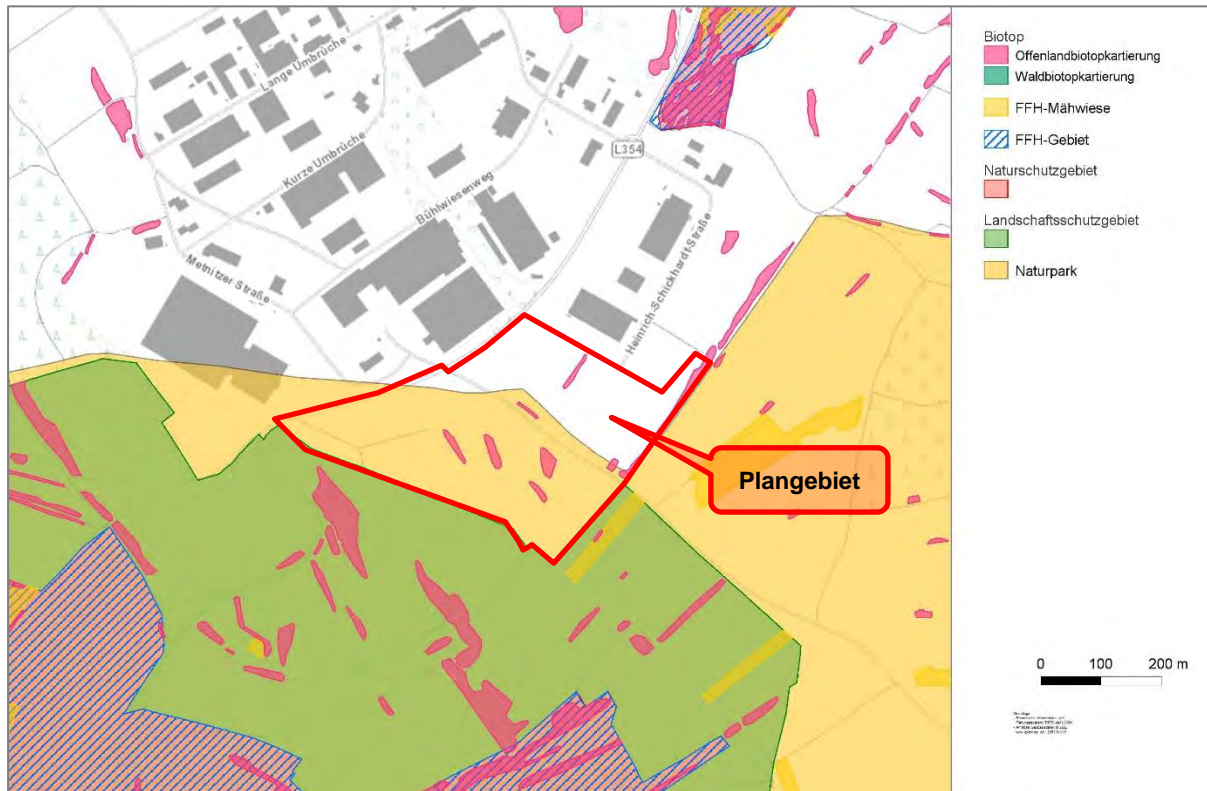 Lange Umbrüche
Kurze Umbrüche
Bühlwiesenweg
L354
Metnitzer Straße
Heinrich-Schickhardt-Straße
Plangebiet
Biotop
Offenlandbiotopkartierung
Waldbiotopkartierung
FFH-Mähwiese
FFH-Gebiet
Naturschutzgebiet
Landschaftsschutzgebiet
Naturpark
0 100 200 m